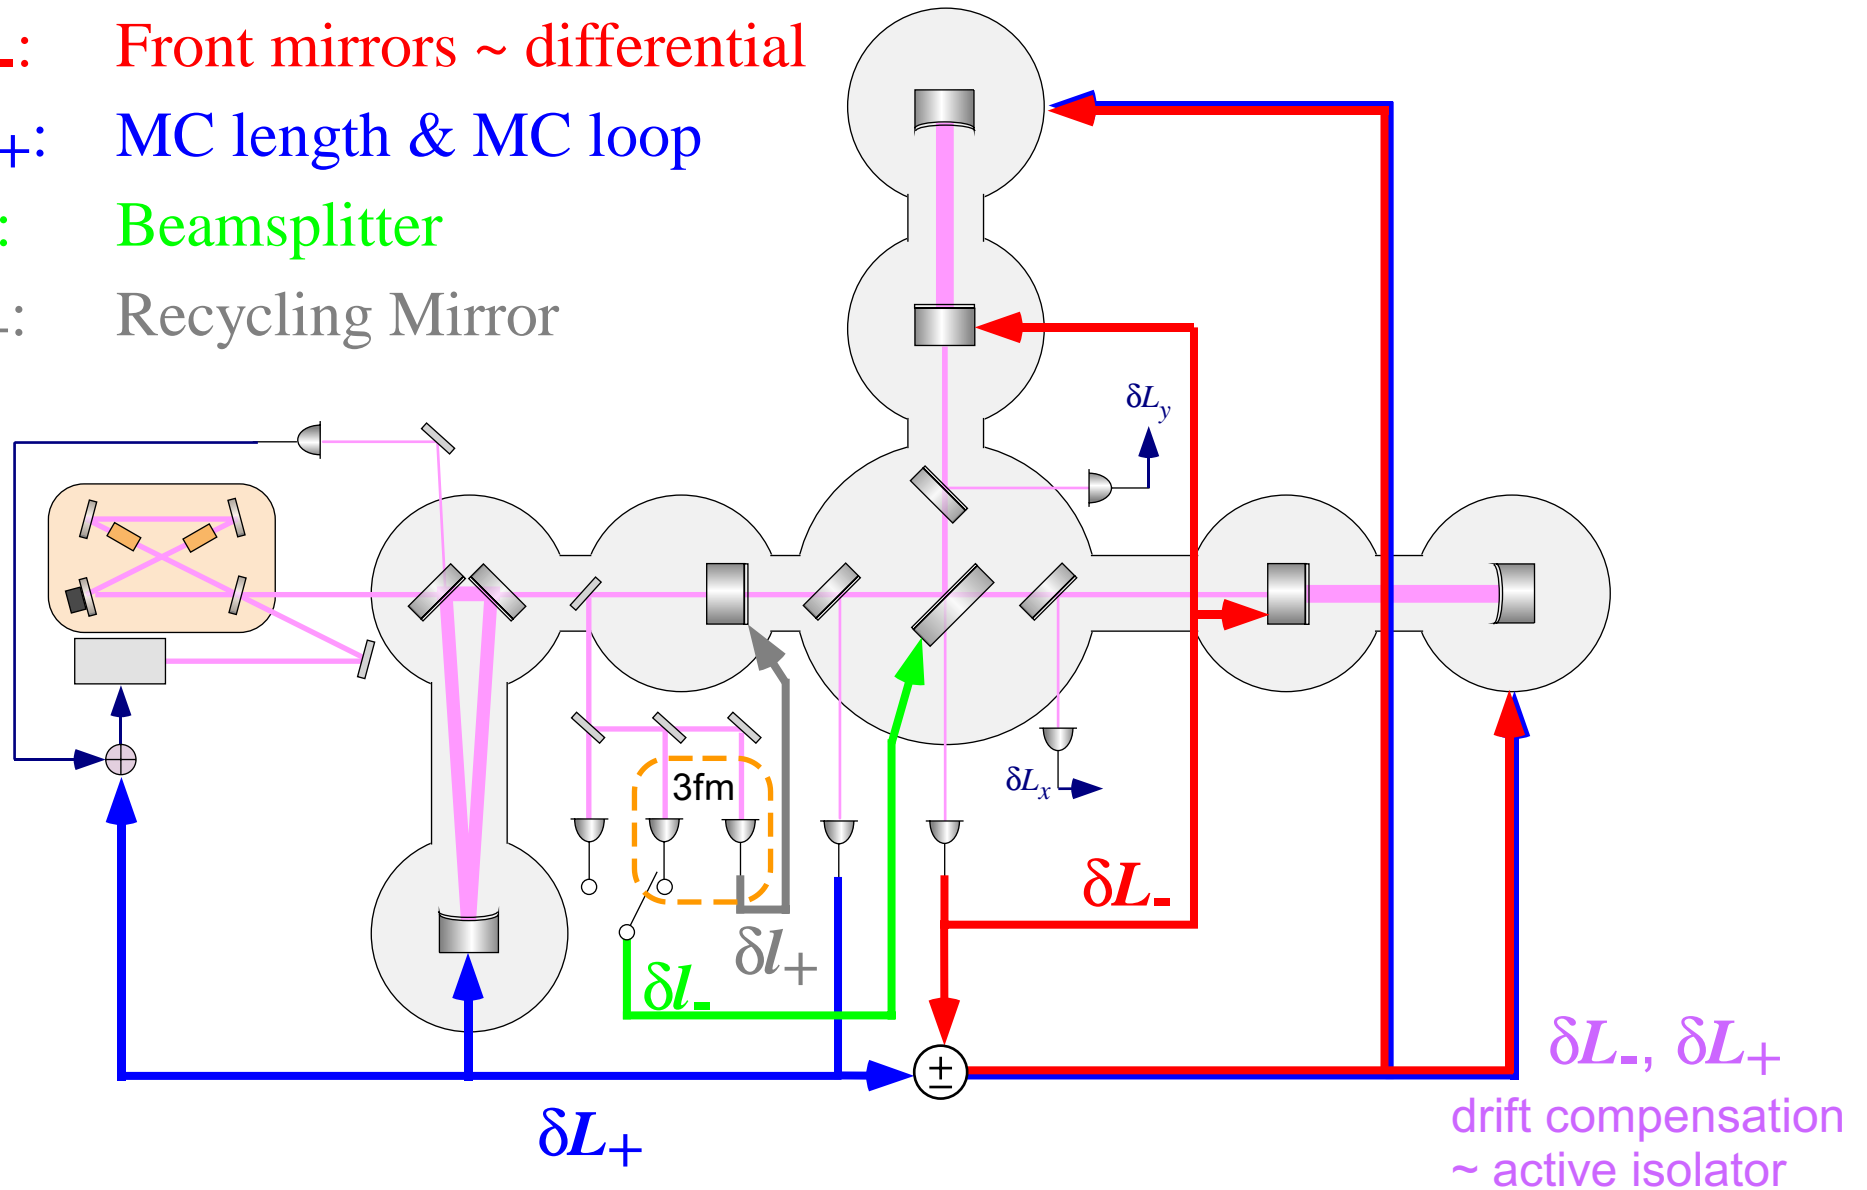 -: Front mirrors ~ differential
+: MC length & MC loop
: Beamsplitter
-: Recycling Mirror
δLy
δLx
3fm
δL-
δl+
δl-
δL-, δL+
drift compensation
~ active isolator
δL+
±